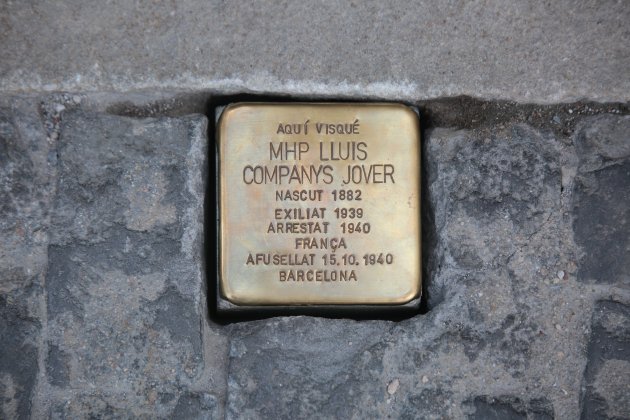 AQUÍ VISQUÉ
MHP LLUIS
COMPANYS JOVER
NASCUT 1882
EXILIAT 1939
ARRESTAT 1940
FRANÇA
AFUSELLAT 15.10.1940
BARCELONA